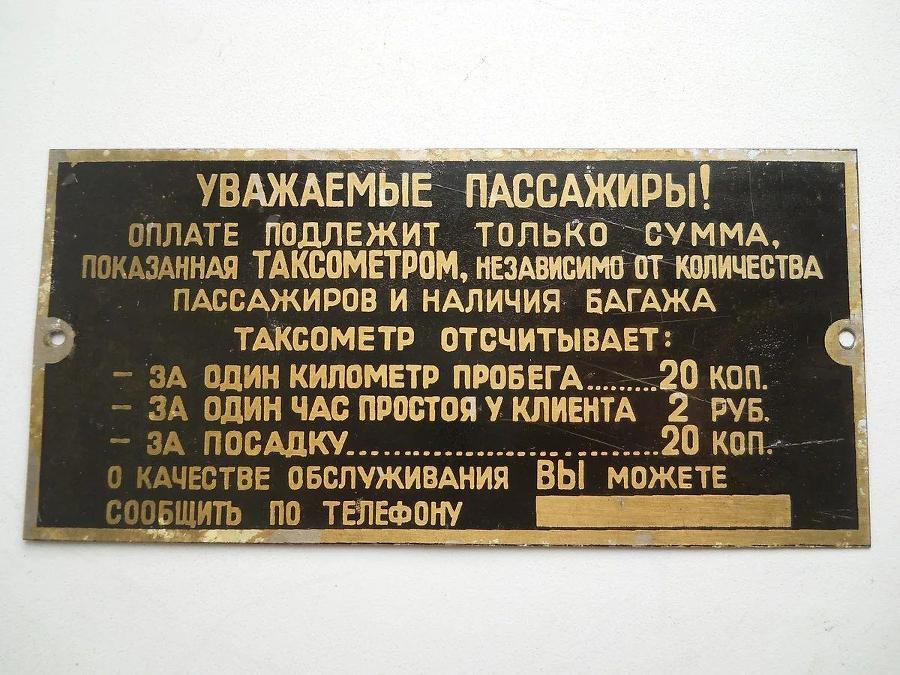 УВАЖАЕМЫЕ ПАССАЖИРЫ!
ОПЛАТЕ ПОДЛЕЖИТ ТОЛЬКО СУММА,
ПОКАЗАННАЯ ТАКСОМЕТРОМ, НЕЗАВИСИМО ОТ КОЛИЧЕСТВА
ПАССАЖИРОВ И НАЛИЧИЯ БАГАЖА
ТАКСОМЕТР ОТСЧИТЫВАЕТ:
— ЗА ОДИН КИЛОМЕТР ПРОБЕГА.........20 КОП.
— ЗА ОДИН ЧАС ПРОСТОЯ У КЛИЕНТА 2 РУБ.
— ЗА ПОСАДКУ............................20 КОП.
О КАЧЕСТВЕ ОБСЛУЖИВАНИЯ ВЫ МОЖЕТЕ
СООБЩИТЬ ПО ТЕЛЕФОНУ